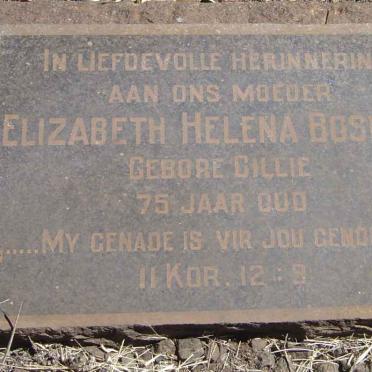 IN LIEFDEVOLLE HERINNERIN
AAN ONS MOEDER
ELIZABETH HELENA BOS
GEBORE CILLIE
75 JAAR OUD
.....MY GENADE IS VIR JOU GENO
II KOR. 12:9